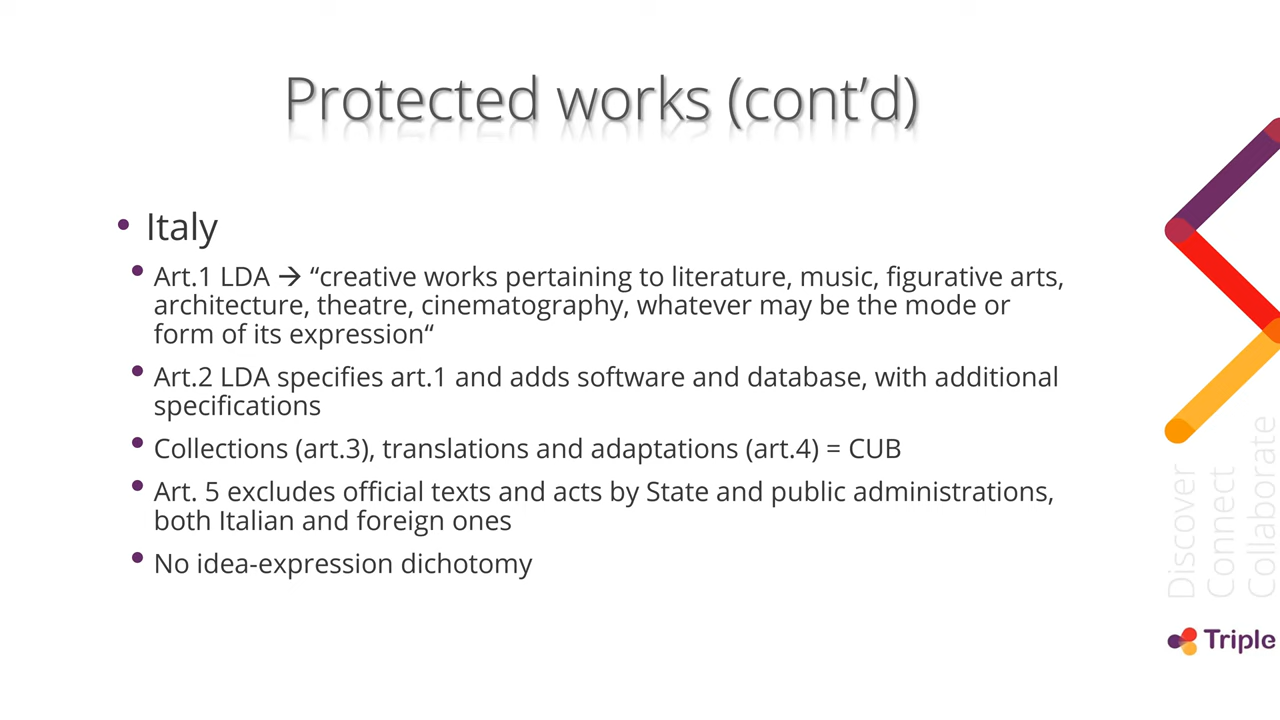 Protected works (cont’d)
• Italy
• Art.1 LDA → “creative works pertaining to literature, music, figurative arts,
architecture, theatre, cinematography, whatever may be the mode or
form of its expression“
• Art.2 LDA specifies art.1 and adds software and database, with additional
specifications
• Collections (art.3), translations and adaptations (art.4) = CUB
• Art. 5 excludes official texts and acts by State and public administrations,
both Italian and foreign ones
• No idea-expression dichotomy
Discover
Connect
Collaborate
Triple